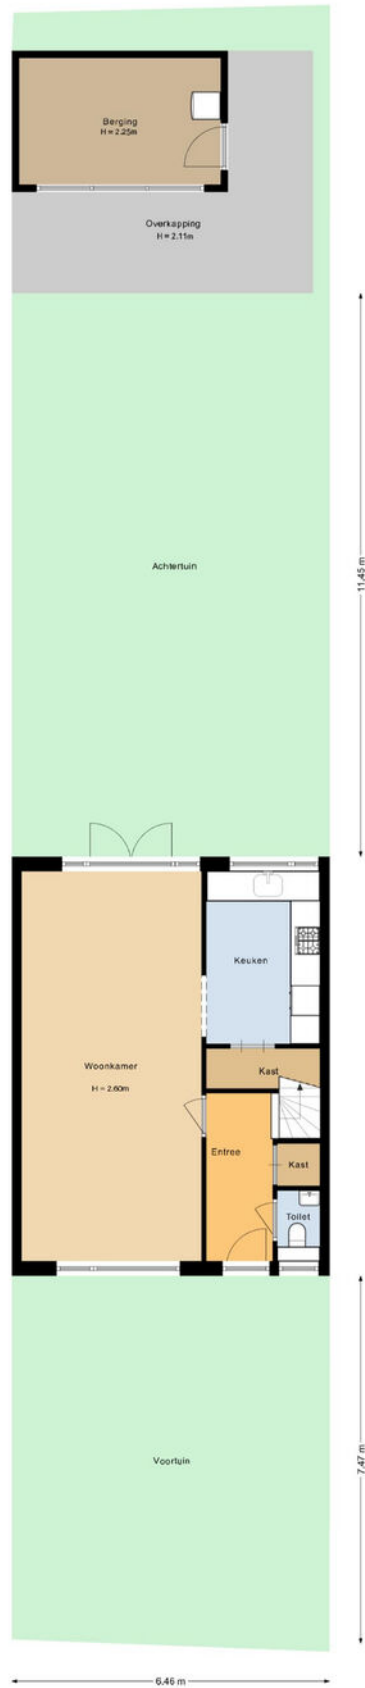 Berging
H = 2.25m
Overkapping
H = 2.11m
Achtertuin
11.45 m
Keuken
Woonkamer
H = 2.60m
Kast
Entree
Kast
Toilet
Voortuin
7.47 m
6.46 m